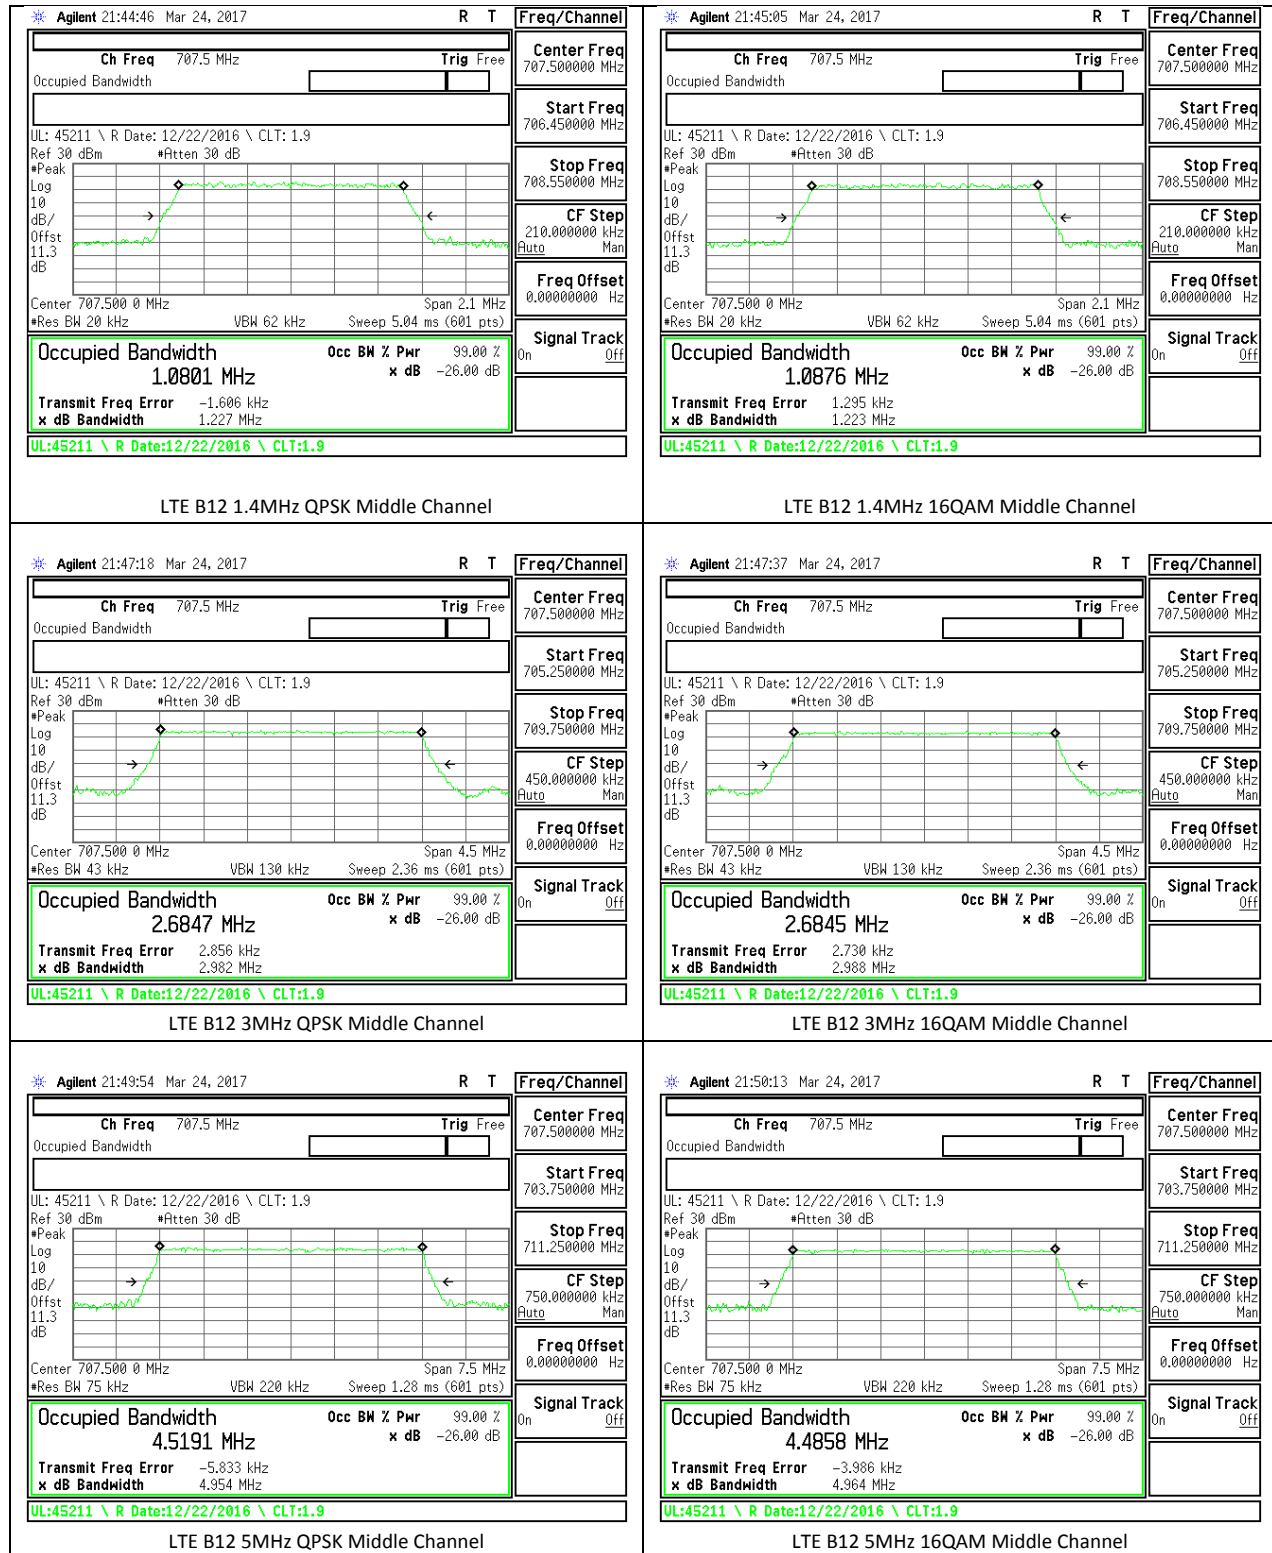 Agilent 21:44:46 Mar 24, 2017 R T Freq/Channel
Ch Freq 707.5 MHz Trig Free
Occupied Bandwidth
Center Freq
707.500000 MHz
Start Freq
706.450000 MHz
UL: 45211 \ R Date: 12/22/2016 \ CLT: 1.9
Ref 30 dBm #Atten 30 dB
#Peak
Log
10
dB/
Offst
11.3
dB
Stop Freq
708.550000 MHz
CF Step
210.000000 kHz
Auto Man
Freq Offset
0.00000000 Hz
Center 707.500 0 MHz Span 2.1 MHz
#Res BW 20 kHz VBW 62 kHz Sweep 5.04 ms (601 pts)
Signal Track
On Off
Occupied Bandwidth Occ BW % Pwr 99.00 %
1.0801 MHz x dB -26.00 dB
Transmit Freq Error -1.606 kHz
x dB Bandwidth 1.227 MHz
UL:45211 \ R Date:12/22/2016 \ CLT:1.9
LTE B12 1.4MHz QPSK Middle Channel
Agilent 21:45:05 Mar 24, 2017 R T Freq/Channel
Ch Freq 707.5 MHz Trig Free
Occupied Bandwidth
Center Freq
707.500000 MHz
Start Freq
706.450000 MHz
UL: 45211 \ R Date: 12/22/2016 \ CLT: 1.9
Ref 30 dBm #Atten 30 dB
#Peak
Log
10
dB/
Offst
11.3
dB
Stop Freq
708.550000 MHz
CF Step
210.000000 kHz
Auto Man
Freq Offset
0.00000000 Hz
Center 707.500 0 MHz Span 2.1 MHz
#Res BW 20 kHz VBW 62 kHz Sweep 5.04 ms (601 pts)
Signal Track
On Off
Occupied Bandwidth Occ BW % Pwr 99.00 %
1.0876 MHz x dB -26.00 dB
Transmit Freq Error 1.295 kHz
x dB Bandwidth 1.223 MHz
UL:45211 \ R Date:12/22/2016 \ CLT:1.9
LTE B12 1.4MHz 16QAM Middle Channel
Agilent 21:47:18 Mar 24, 2017 R T Freq/Channel
Ch Freq 707.5 MHz Trig Free
Occupied Bandwidth
Center Freq
707.500000 MHz
Start Freq
705.250000 MHz
UL: 45211 \ R Date: 12/22/2016 \ CLT: 1.9
Ref 30 dBm #Atten 30 dB
#Peak
Log
10
dB/
Offst
11.3
dB
Stop Freq
709.750000 MHz
CF Step
450.000000 kHz
Auto Man
Freq Offset
0.00000000 Hz
Center 707.500 0 MHz Span 4.5 MHz
#Res BW 43 kHz VBW 130 kHz Sweep 2.36 ms (601 pts)
Signal Track
On Off
Occupied Bandwidth Occ BW % Pwr 99.00 %
2.6847 MHz x dB -26.00 dB
Transmit Freq Error 2.856 kHz
x dB Bandwidth 2.982 MHz
UL:45211 \ R Date:12/22/2016 \ CLT:1.9
LTE B12 3MHz QPSK Middle Channel
Agilent 21:47:37 Mar 24, 2017 R T Freq/Channel
Ch Freq 707.5 MHz Trig Free
Occupied Bandwidth
Center Freq
707.500000 MHz
Start Freq
705.250000 MHz
UL: 45211 \ R Date: 12/22/2016 \ CLT: 1.9
Ref 30 dBm #Atten 30 dB
#Peak
Log
10
dB/
Offst
11.3
dB
Stop Freq
709.750000 MHz
CF Step
450.000000 kHz
Auto Man
Freq Offset
0.00000000 Hz
Center 707.500 0 MHz Span 4.5 MHz
#Res BW 43 kHz VBW 130 kHz Sweep 2.36 ms (601 pts)
Signal Track
On Off
Occupied Bandwidth Occ BW % Pwr 99.00 %
2.6845 MHz x dB -26.00 dB
Transmit Freq Error 2.730 kHz
x dB Bandwidth 2.988 MHz
UL:45211 \ R Date:12/22/2016 \ CLT:1.9
LTE B12 3MHz 16QAM Middle Channel
Agilent 21:49:54 Mar 24, 2017 R T Freq/Channel
Ch Freq 707.5 MHz Trig Free
Occupied Bandwidth
Center Freq
707.500000 MHz
Start Freq
703.750000 MHz
UL: 45211 \ R Date: 12/22/2016 \ CLT: 1.9
Ref 30 dBm #Atten 30 dB
#Peak
Log
10
dB/
Offst
11.3
dB
Stop Freq
711.250000 MHz
CF Step
750.000000 kHz
Auto Man
Freq Offset
0.00000000 Hz
Center 707.500 0 MHz Span 7.5 MHz
#Res BW 75 kHz VBW 220 kHz Sweep 1.28 ms (601 pts)
Signal Track
On Off
Occupied Bandwidth Occ BW % Pwr 99.00 %
4.5191 MHz x dB -26.00 dB
Transmit Freq Error -5.833 kHz
x dB Bandwidth 4.954 MHz
UL:45211 \ R Date:12/22/2016 \ CLT:1.9
LTE B12 5MHz QPSK Middle Channel
Agilent 21:50:13 Mar 24, 2017 R T Freq/Channel
Ch Freq 707.5 MHz Trig Free
Occupied Bandwidth
Center Freq
707.500000 MHz
Start Freq
703.750000 MHz
UL: 45211 \ R Date: 12/22/2016 \ CLT: 1.9
Ref 30 dBm #Atten 30 dB
#Peak
Log
10
dB/
Offst
11.3
dB
Stop Freq
711.250000 MHz
CF Step
750.000000 kHz
Auto Man
Freq Offset
0.00000000 Hz
Center 707.500 0 MHz Span 7.5 MHz
#Res BW 75 kHz VBW 220 kHz Sweep 1.28 ms (601 pts)
Signal Track
On Off
Occupied Bandwidth Occ BW % Pwr 99.00 %
4.4858 MHz x dB -26.00 dB
Transmit Freq Error -3.986 kHz
x dB Bandwidth 4.964 MHz
UL:45211 \ R Date:12/22/2016 \ CLT:1.9
LTE B12 5MHz 16QAM Middle Channel